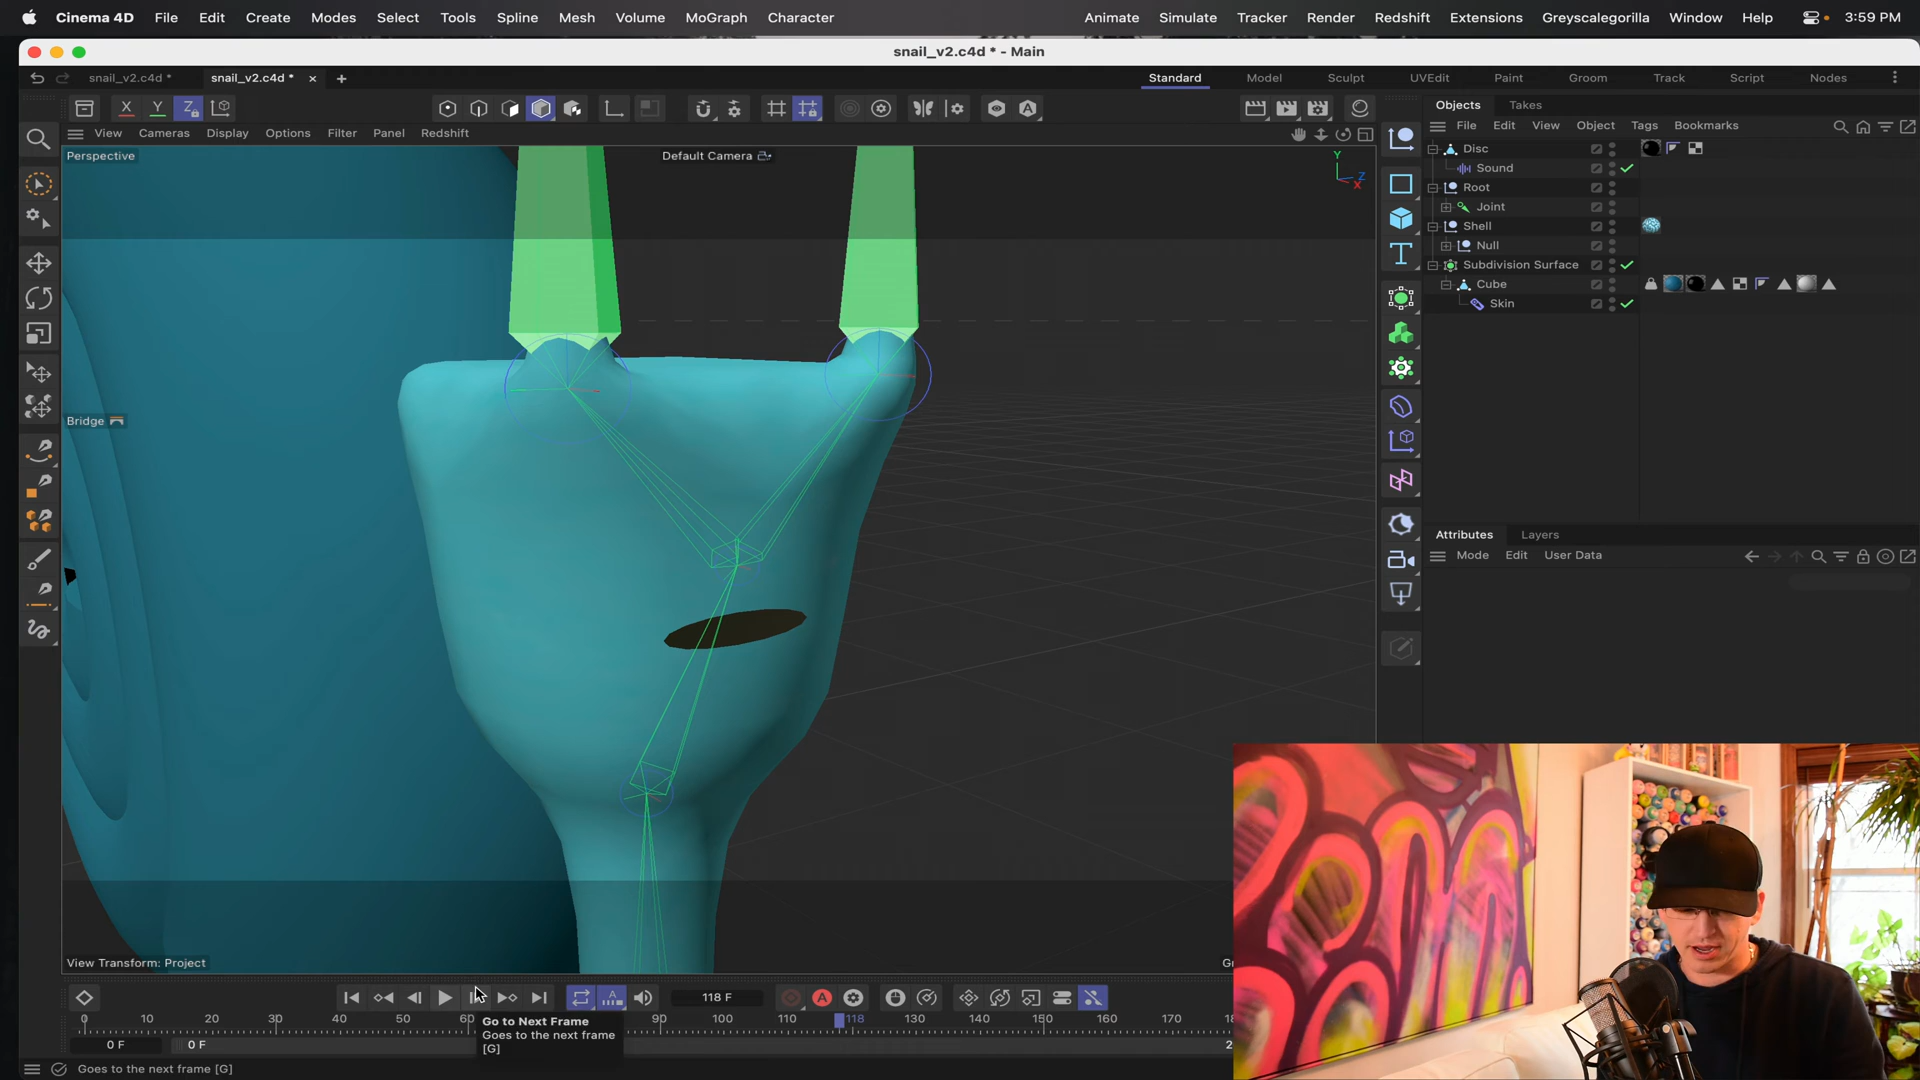 Cinema 4D File Edit Create Modes Select Tools Spline Mesh Volume MoGraph Character Animate Simulate Tracker Render Redshift Extensions Greyscalegorilla Window Help 3:59 PM
snail_v2.c4d * - Main
snail_v2.c4d * snail_v2.c4d * Standard Model Sculpt UVEdit Paint Groom Track Script Nodes
X Y Z
Objects Takes
File Edit View Object Tags Bookmarks
View Cameras Display Options Filter Panel Redshift
Perspective Default Camera
Y Z X
Disc
Sound
Root
Joint
Shell
Null
Subdivision Surface
Cube
Skin
Bridge
Attributes Layers
Mode Edit User Data
View Transform: Project
118 F
0 10 20 30 40 50 90 100 110 118 130 140 150 160 170
Go to Next Frame
Goes to the next frame
[G]
0 F 0 F
Goes to the next frame [G]